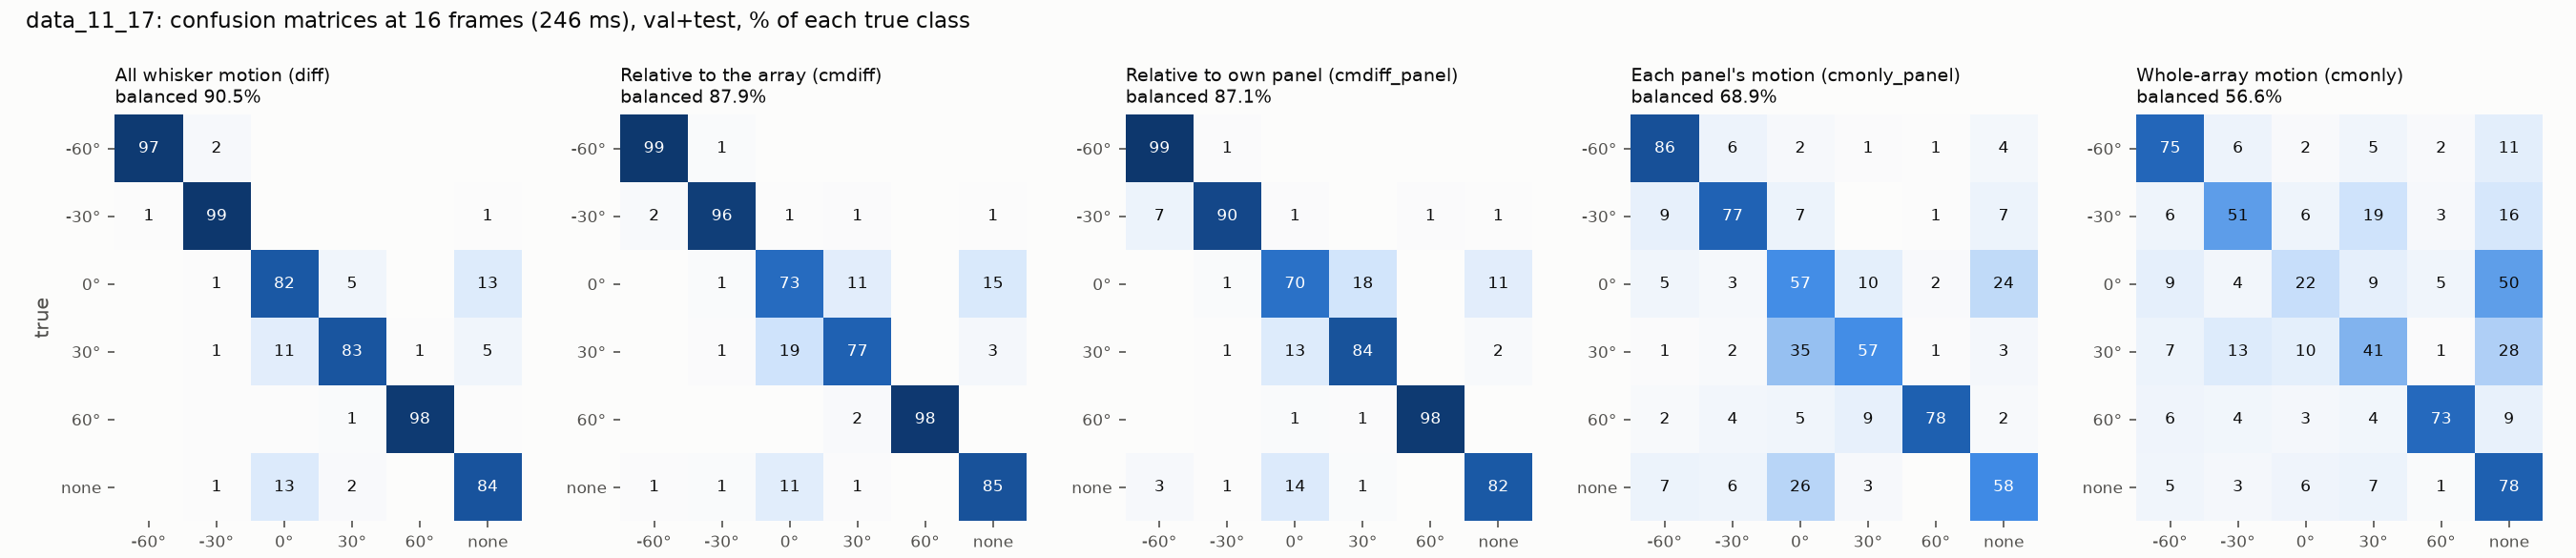 data_11_17: confusion matrices at 16 frames (246 ms), val+test, % of each true class
All whisker motion (diff)
balanced 90.5%
true
-60° 97 2
-30° 1 99 1
0° 1 82 5 13
30° 1 11 83 1 5
60° 1 98
none 1 13 2 84
-60° -30° 0° 30° 60° none
Relative to the array (cmdiff)
balanced 87.9%
-60° 99 1
-30° 2 96 1 1 1
0° 1 73 11 15
30° 1 19 77 3
60° 2 98
none 1 1 11 1 85
-60° -30° 0° 30° 60° none
Relative to own panel (cmdiff_panel)
balanced 87.1%
-60° 99 1
-30° 7 90 1 1 1
0° 1 70 18 11
30° 1 13 84 2
60° 1 1 98
none 3 1 14 1 82
-60° -30° 0° 30° 60° none
Each panel's motion (cmonly_panel)
balanced 68.9%
-60° 86 6 2 1 1 4
-30° 9 77 7 1 7
0° 5 3 57 10 2 24
30° 1 2 35 57 1 3
60° 2 4 5 9 78 2
none 7 6 26 3 58
-60° -30° 0° 30° 60° none
Whole-array motion (cmonly)
balanced 56.6%
-60° 75 6 2 5 2 11
-30° 6 51 6 19 3 16
0° 9 4 22 9 5 50
30° 7 13 10 41 1 28
60° 6 4 3 4 73 9
none 5 3 6 7 1 78
-60° -30° 0° 30° 60° none